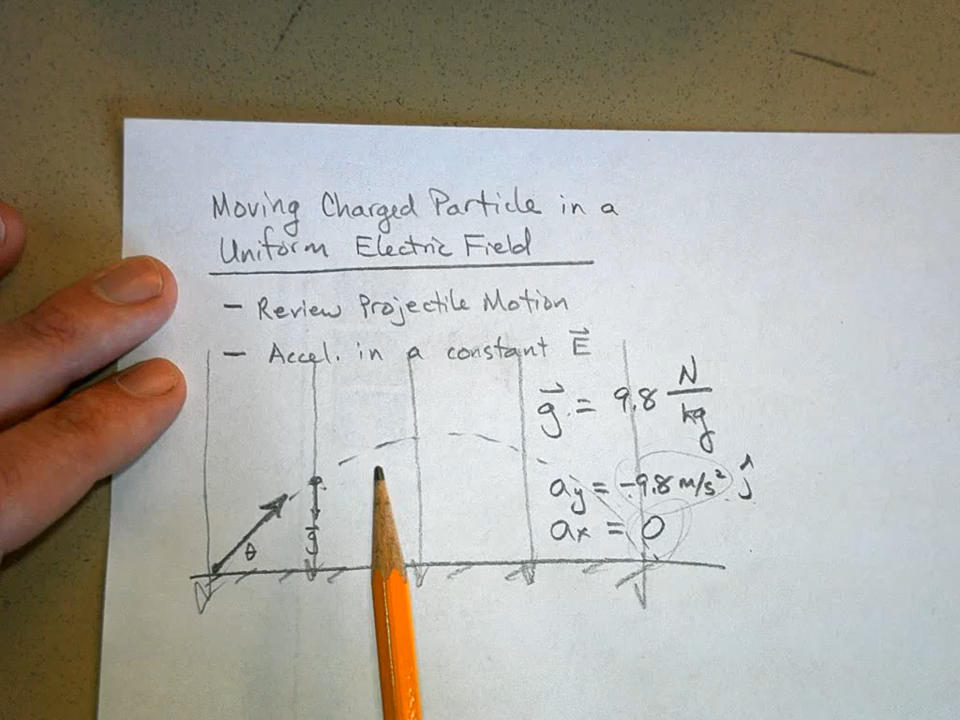 Moving Charged Particle in a
Uniform Electric Field
– Review Projectile Motion
– Accel. in a constant E⃗
g⃗ = 9.8 N/kg
ay = -9.8 m/s² ĵ
ax = 0
θ
g⃗